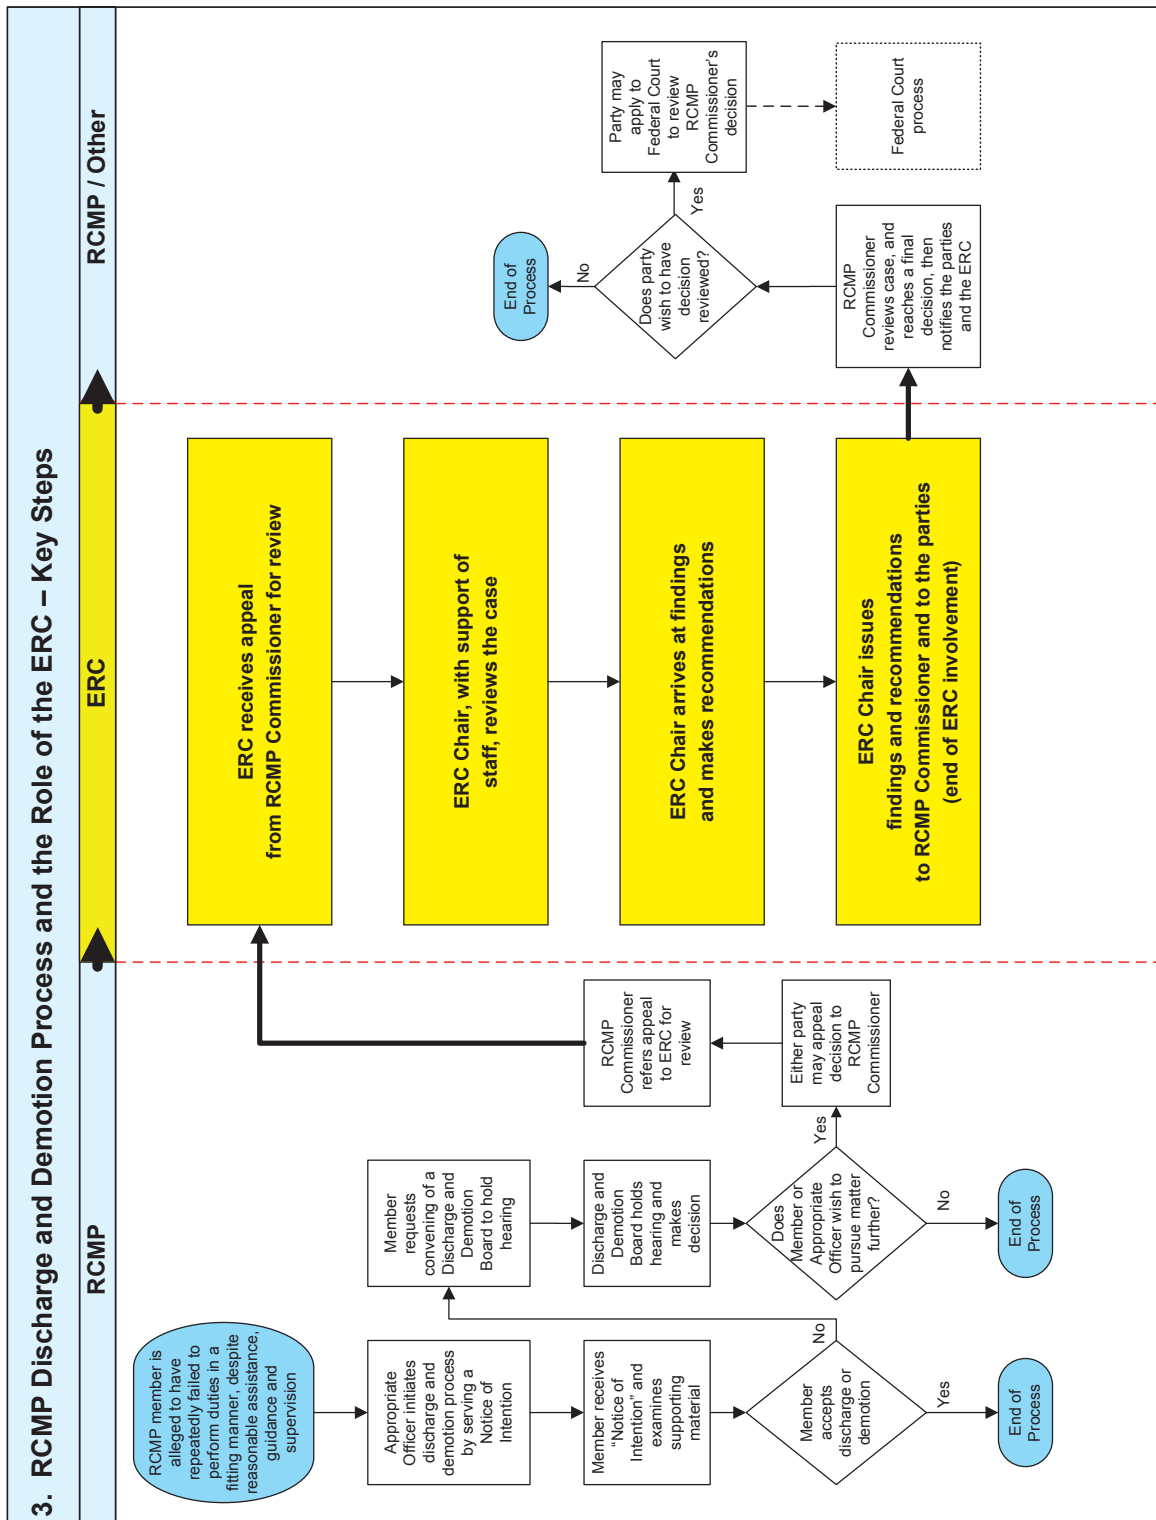 3.  RCMP Discharge and Demotion Process and the Role of the ERC – Key Steps
RCMP
ERC
RCMP / Other
RCMP member is
alleged to have
repeatedly failed to
perform duties in a
fitting manner, despite
reasonable assistance,
guidance and
supervision
Appropriate
Officer initiates
discharge and
demotion process
by serving a
Notice of
Intention
Member receives
“Notice of
Intention” and
examines
supporting
material
Member
accepts
discharge or
demotion
No
Yes
End of
Process
Member
requests
convening of a
Discharge and
Demotion
Board to hold
hearing
Discharge and
Demotion
Board holds
hearing and
makes
decision
Does
Member or
Appropriate
Officer wish to
pursue matter
further?
Yes
No
End of
Process
Either party
may appeal
decision to
RCMP
Commissioner
RCMP
Commissioner
refers appeal
to ERC for
review
ERC receives appeal
from RCMP Commissioner for review
ERC Chair, with support of
staff, reviews the case
ERC Chair arrives at findings
and makes recommendations
ERC Chair issues
findings and recommendations
to RCMP Commissioner and to the parties
(end of ERC involvement)
RCMP
Commissioner
reviews case, and
reaches a final
decision, then
notifies the parties
and the ERC
Does party
wish to have
decision
reviewed?
No
End of
Process
Yes
Party may
apply to
Federal Court
to review
RCMP
Commissioner’s
decision
Federal Court
process